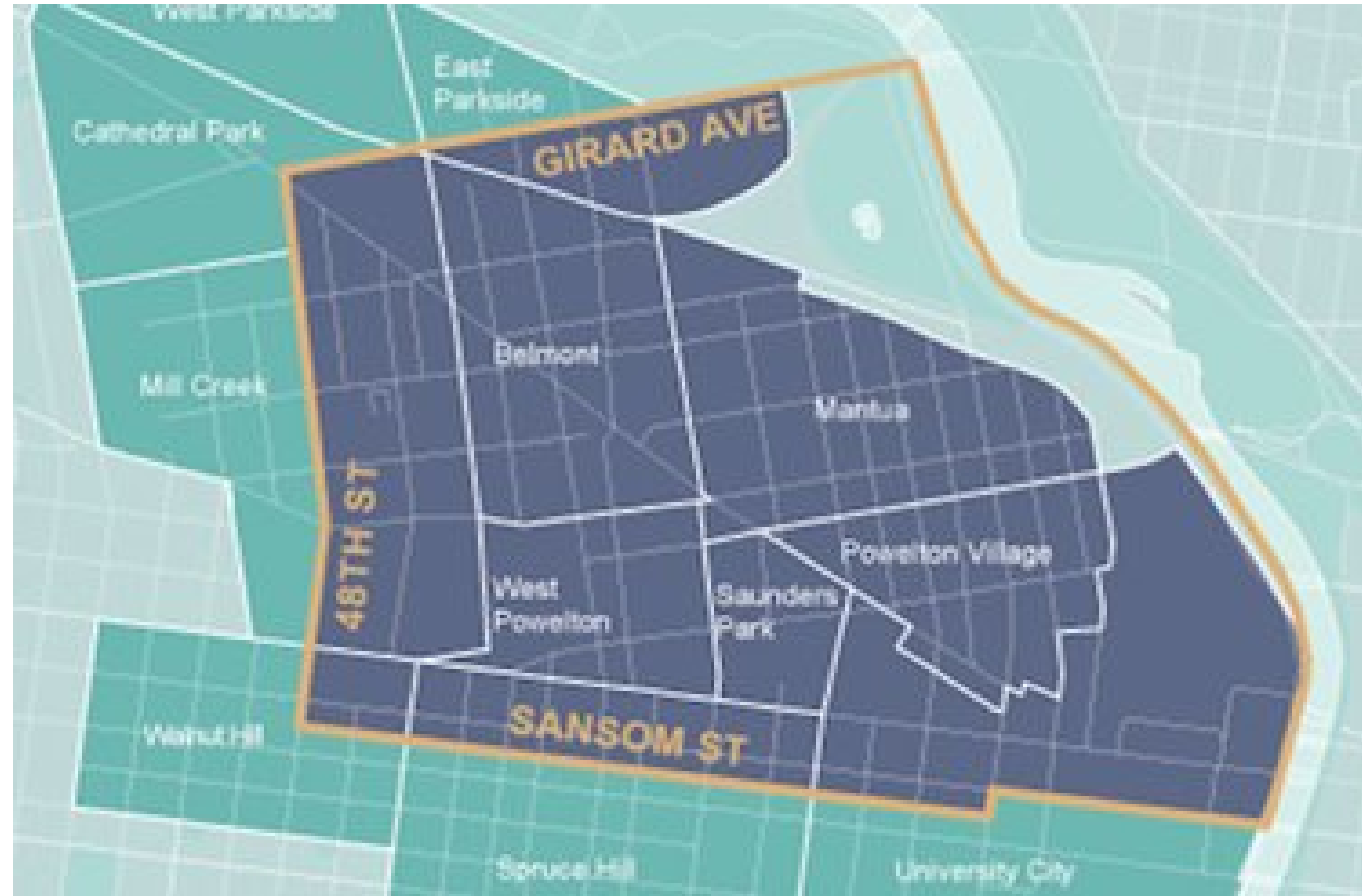 West Parkside
East
Parkside
Cathedral Park
GIRARD AVE
Belmont
Mill Creek
Mantua
48TH ST
Powelton Village
West
Powelton
Saunders
Park
Walnut Hill
SANSOM ST
Spruce Hill
University City